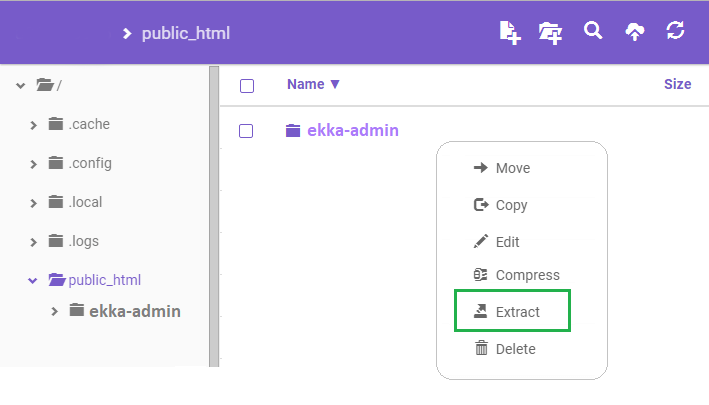 public_html
/
.cache
.config
.local
.logs
public_html
ekka-admin
Name ▼
Size
ekka-admin
Move
Copy
Edit
Compress
Extract
Delete